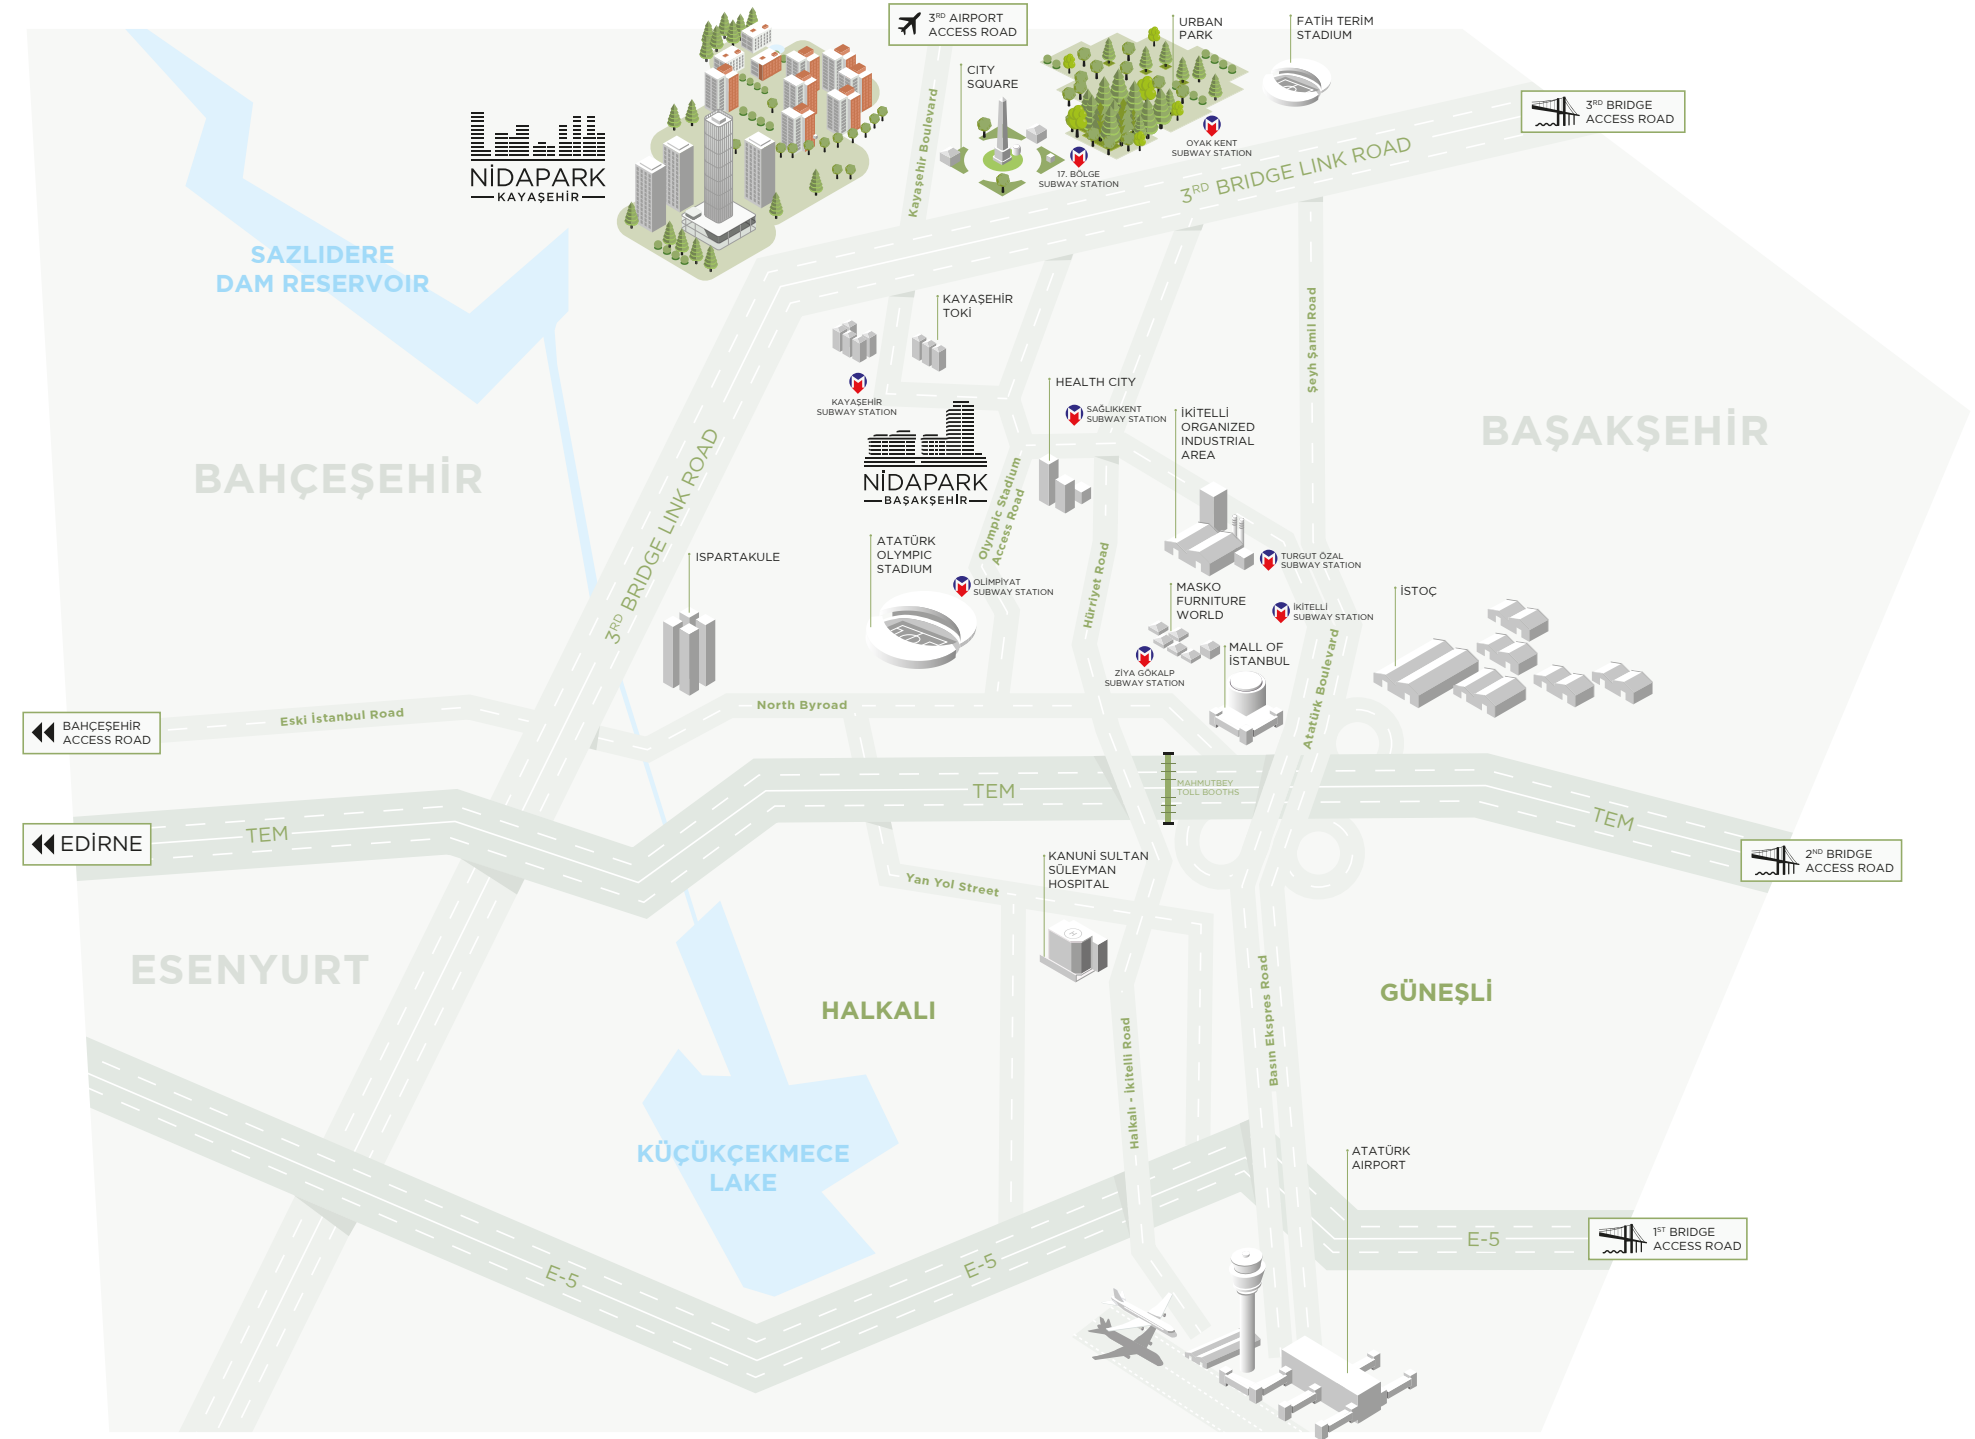 3RD AIRPORT
ACCESS ROAD
URBAN
PARK
FATİH TERİM
STADIUM
CITY
SQUARE
Kayaşehir Boulevard
3RD BRIDGE
ACCESS ROAD
OYAK KENT
SUBWAY STATION
17. BÖLGE
SUBWAY STATION
3RD BRIDGE LINK ROAD
NİDAPARK
KAYAŞEHİR
SAZLIDERE
DAM RESERVOIR
KAYAŞEHİR
TOKİ
Şeyh Şamil Road
KAYAŞEHİR
SUBWAY STATION
HEALTH CITY
SAĞLIKKENT
SUBWAY STATION
İKİTELLİ
ORGANIZED
INDUSTRIAL
AREA
BAŞAKŞEHİR
BAHÇEŞEHİR
NİDAPARK
BAŞAKŞEHİR
Olympic Stadium
Access Road
3RD BRIDGE LINK ROAD
ISPARTAKULE
ATATÜRK
OLYMPIC
STADIUM
OLİMPİYAT
SUBWAY STATION
Hürriyet Road
TURGUT ÖZAL
SUBWAY STATION
MASKO
FURNITURE
WORLD
İKİTELLİ
SUBWAY STATION
İSTOÇ
MALL OF
İSTANBUL
ZİYA GÖKALP
SUBWAY STATION
Atatürk Boulevard
BAHÇEŞEHİR
ACCESS ROAD
Eski İstanbul Road
North Byroad
TEM
MAHMUTBEY
TOLL BOOTHS
TEM
TEM
EDİRNE
2ND BRIDGE
ACCESS ROAD
KANUNİ SULTAN
SÜLEYMAN
HOSPITAL
Yan Yol Street
ESENYURT
HALKALI
GÜNEŞLİ
Basın Ekspres Road
Halkalı - İkitelli Road
KÜÇÜKÇEKMECE
LAKE
ATATÜRK
AIRPORT
E-5
E-5
E-5
1ST BRIDGE
ACCESS ROAD
H